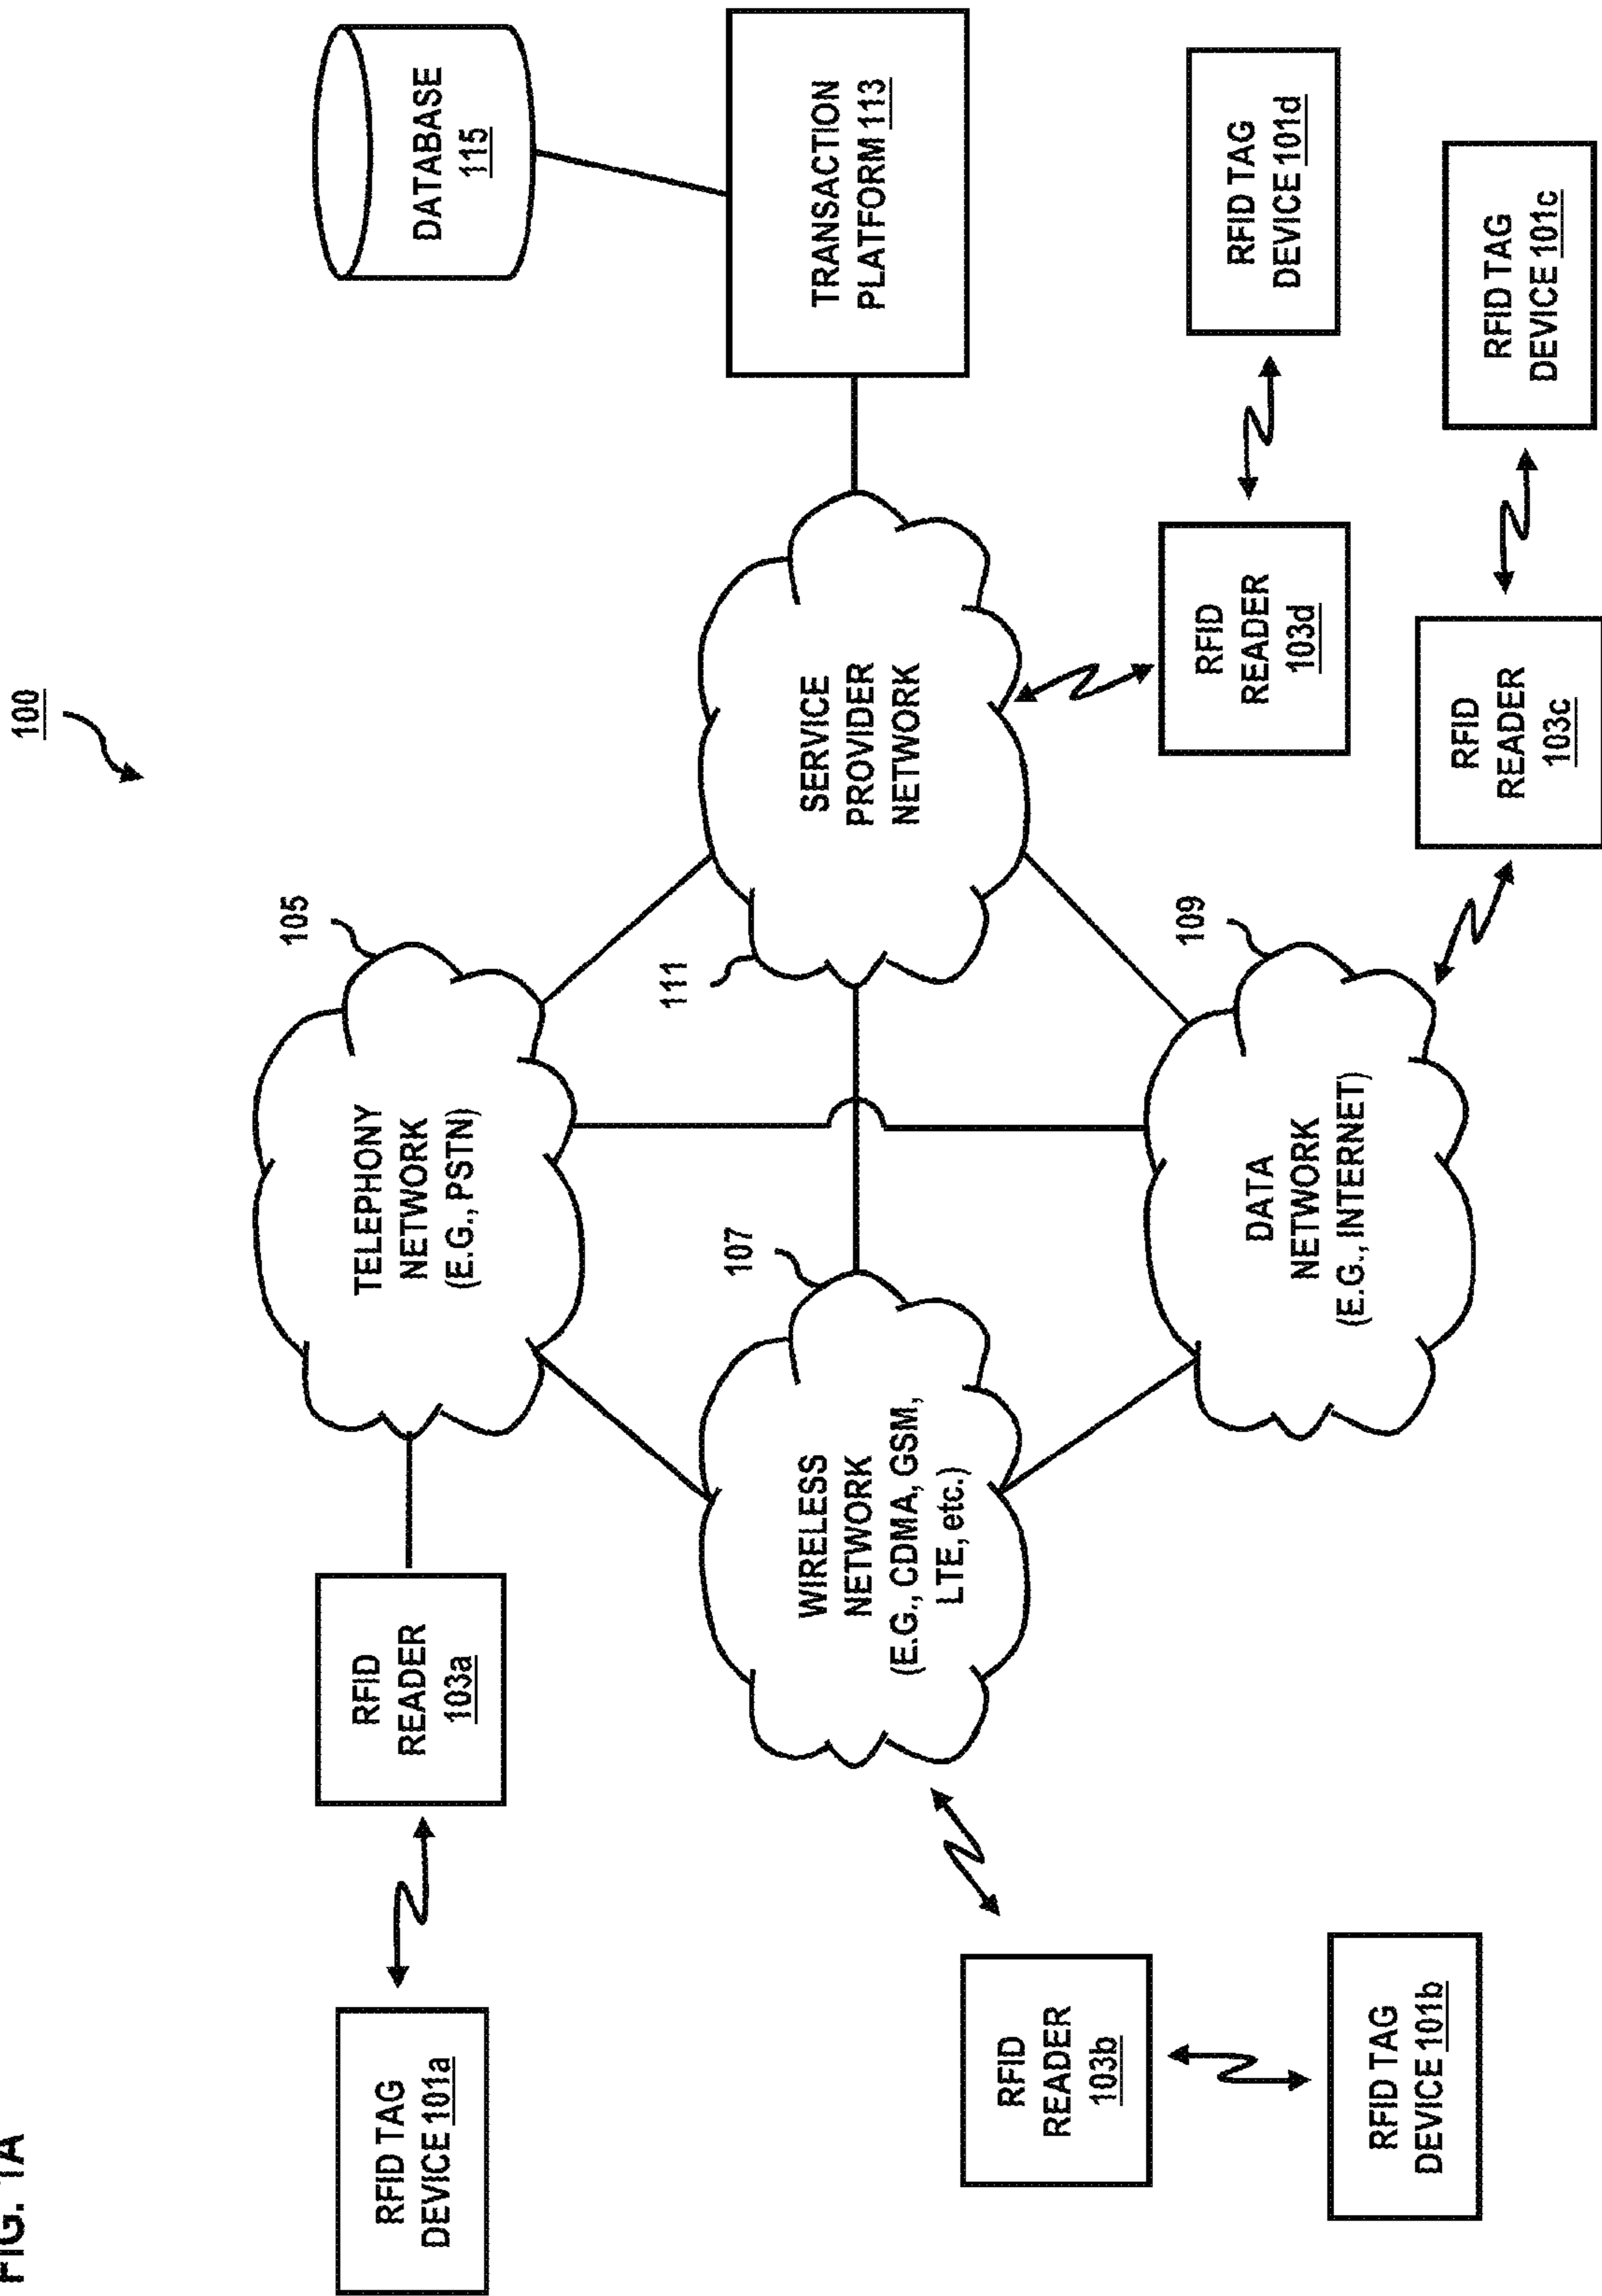 FIG. 1A
100
DATABASE
115
TRANSACTION
PLATFORM 113
105
TELEPHONY
NETWORK
(E.G., PSTN)
RFID
READER
103a
RFID TAG
DEVICE 101a
111
SERVICE
PROVIDER
NETWORK
107
WIRELESS
NETWORK
(E.G., CDMA, GSM,
LTE, etc.)
RFID
READER
103b
RFID TAG
DEVICE 101b
109
DATA
NETWORK
(E.G., INTERNET)
RFID
READER
103d
RFID TAG
DEVICE 101d
RFID
READER
103c
RFID TAG
DEVICE 101c